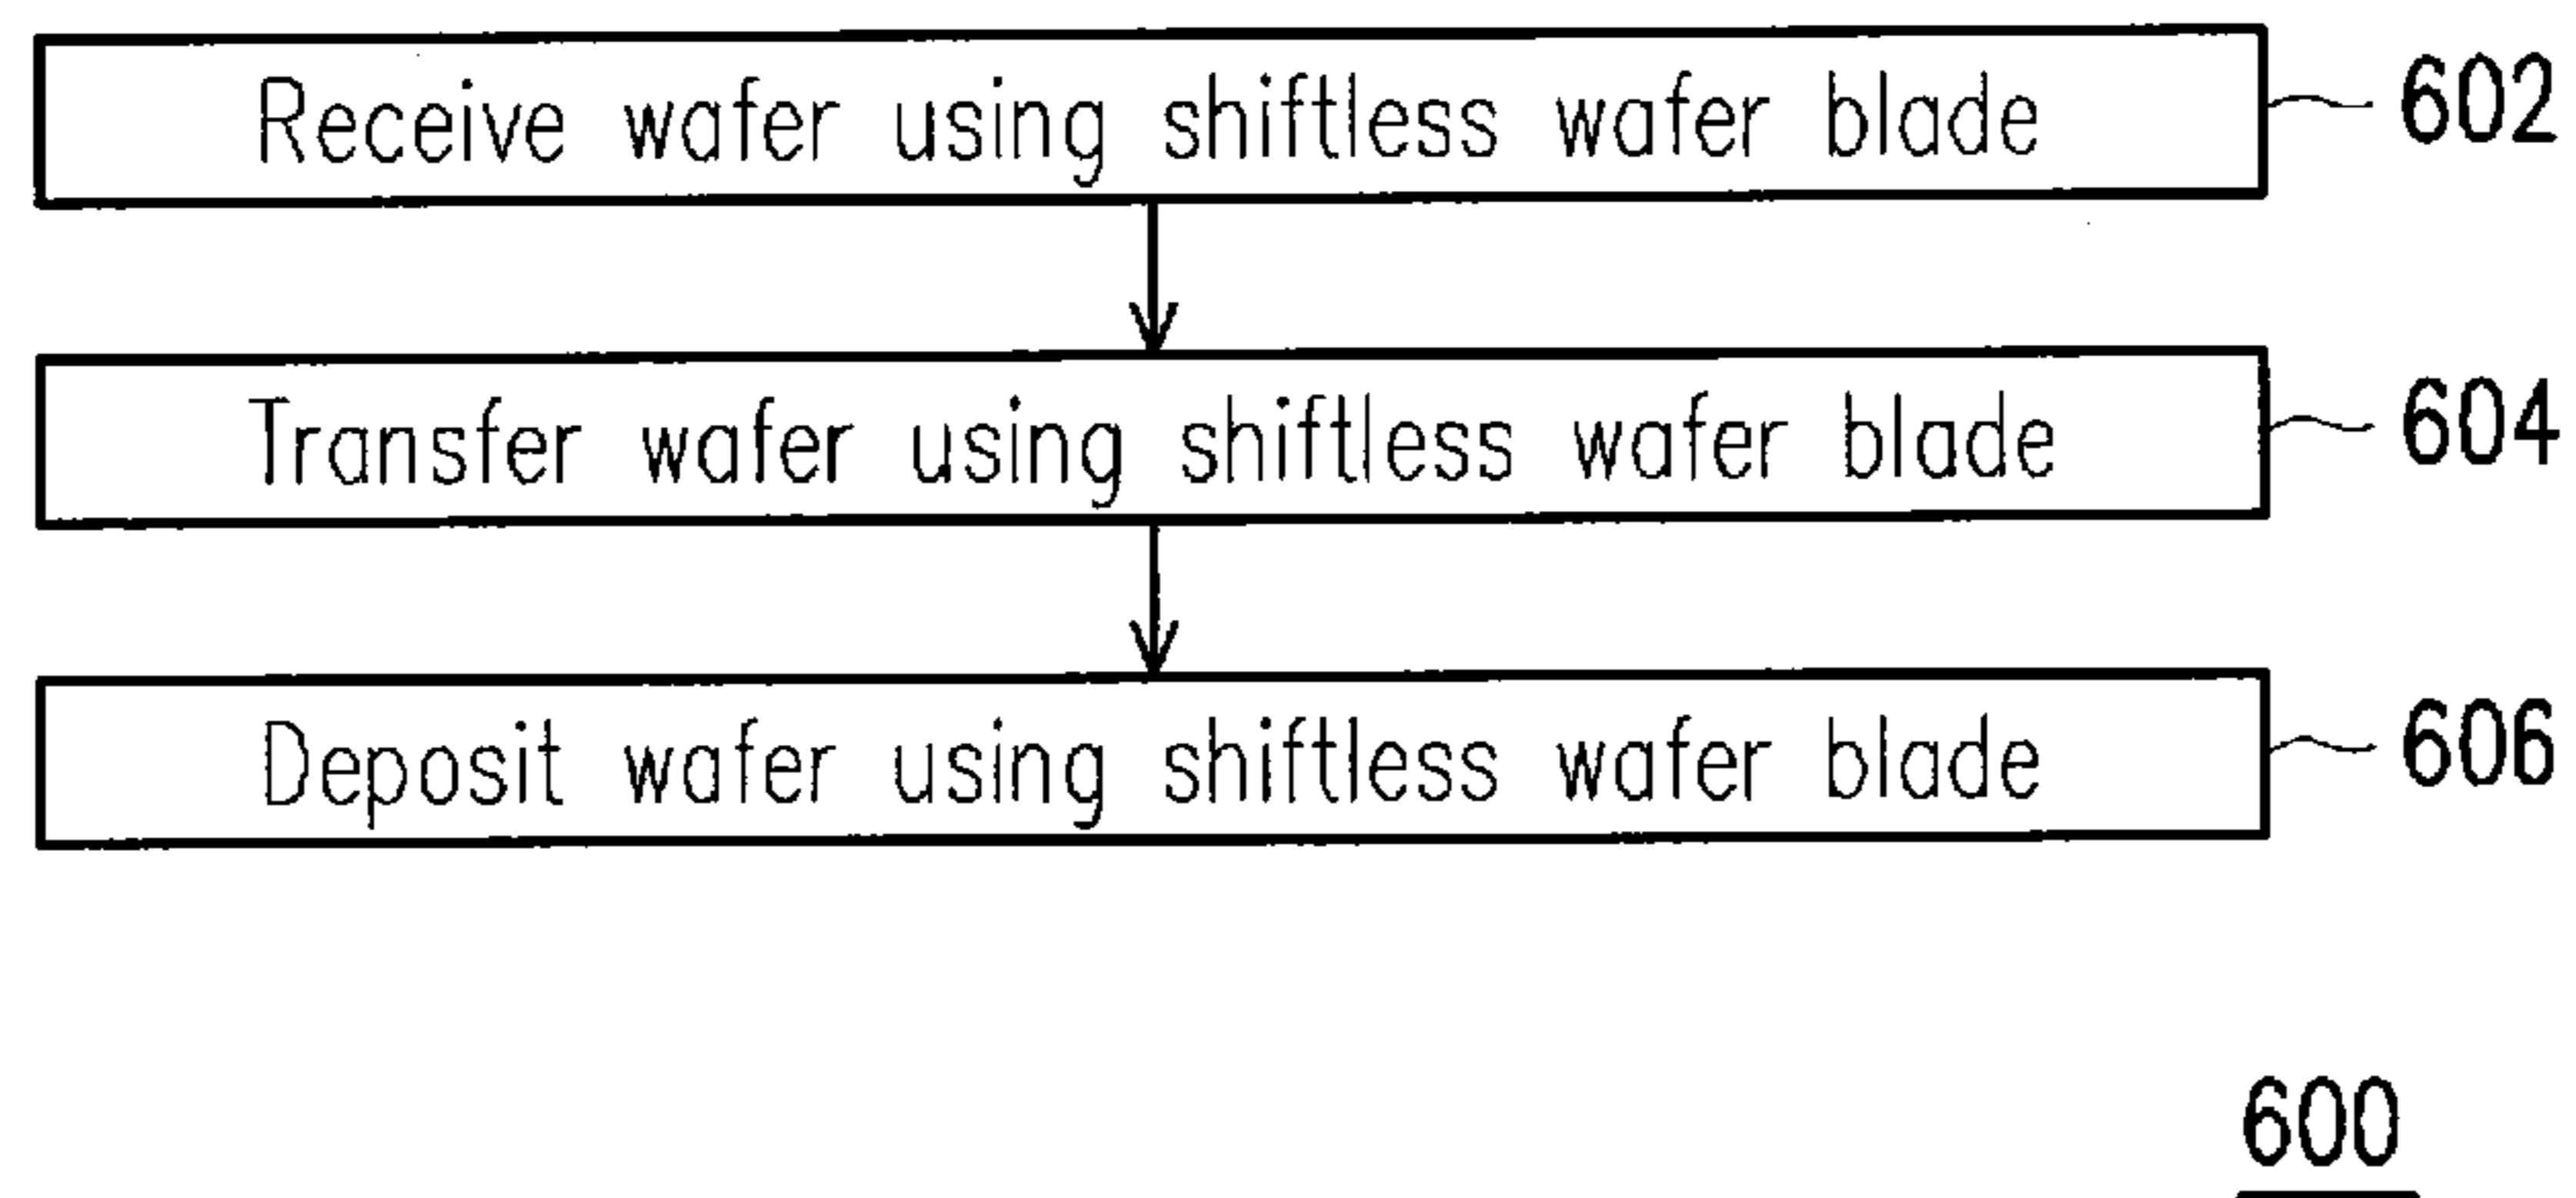 Receive wafer using shiftless wafer blade 602
Transfer wafer using shiftless wafer blade 604
Deposit wafer using shiftless wafer blade 606
600